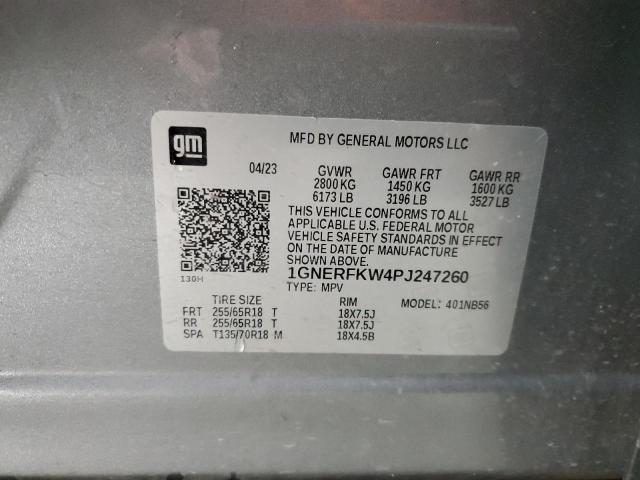 gm
MFD BY GENERAL MOTORS LLC
04/23 GVWR GAWR FRT GAWR RR
2800 KG 1450 KG 1600 KG
6173 LB 3196 LB 3527 LB
THIS VEHICLE CONFORMS TO ALL
APPLICABLE U.S. FEDERAL MOTOR
VEHICLE SAFETY STANDARDS IN EFFECT
ON THE DATE OF MANUFACTURE
SHOWN ABOVE.
130H
1GNERFKW4PJ247260
TYPE: MPV
MODEL: 401NB56
TIRE SIZE RIM
FRT 255/65R18 T 18X7.5J
RR 255/65R18 T 18X7.5J
SPA T135/70R18 M 18X4.5B